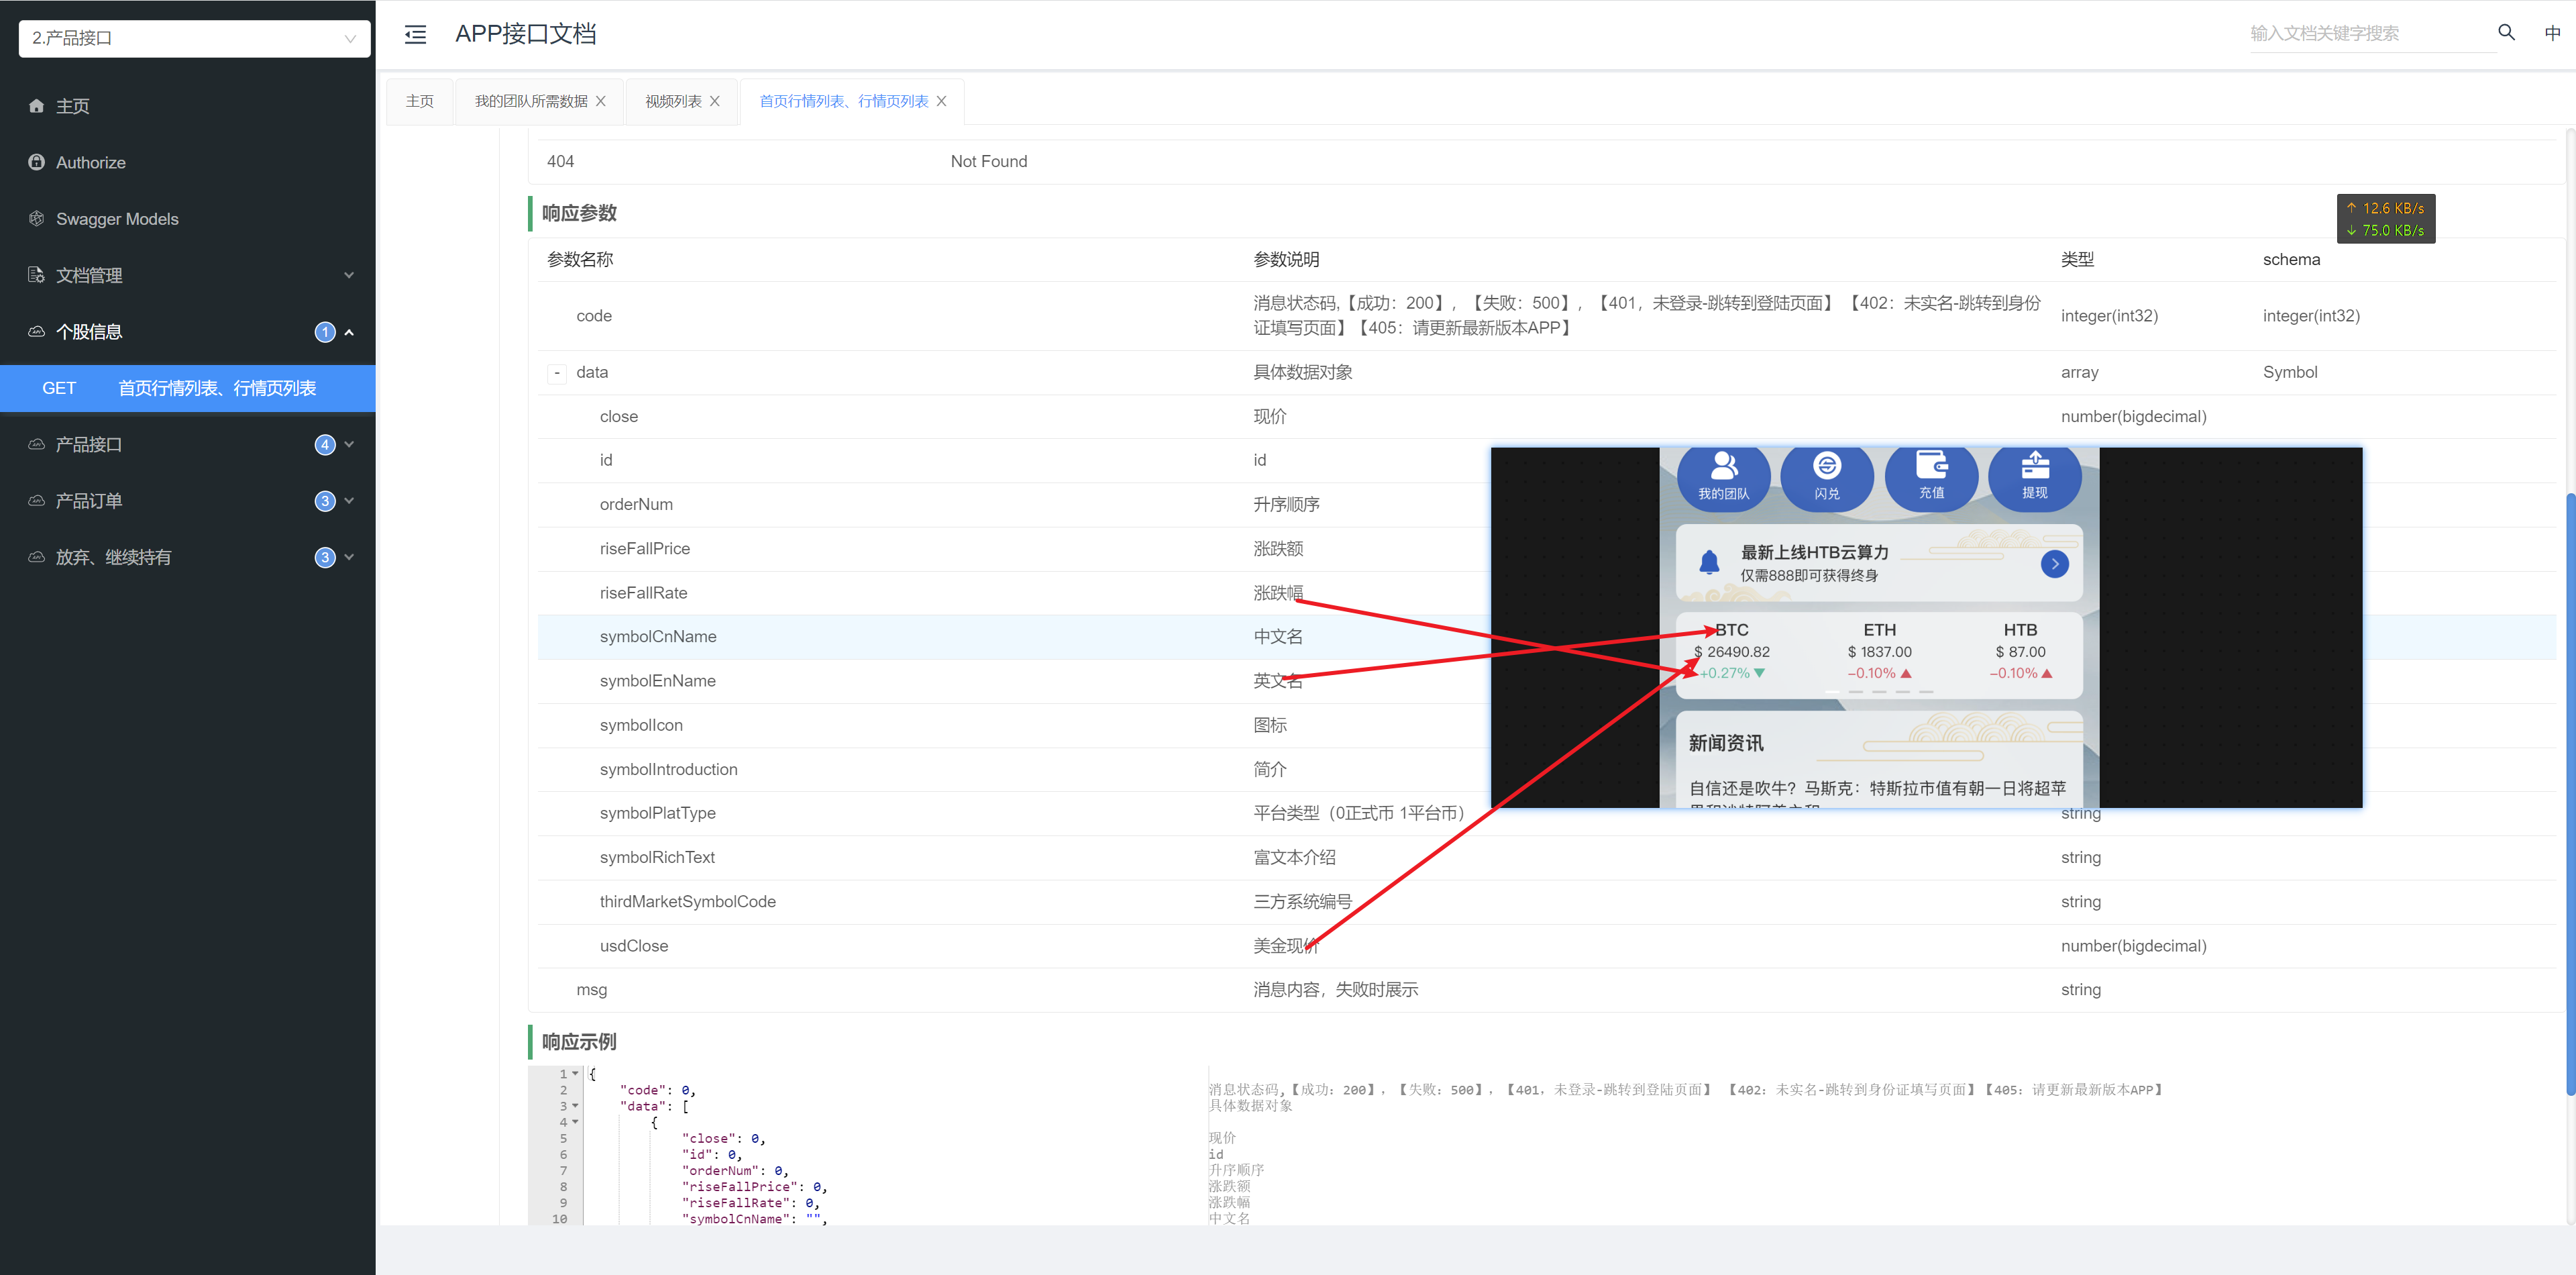 2.产品接口
APP接口文档
输入文档关键字搜索
中
主页
Authorize
Swagger Models
文档管理
个股信息
1
GET
首页行情列表、行情页列表
产品接口
4
产品订单
3
放弃、继续持有
3
主页
我的团队所需数据
视频列表
首页行情列表、行情页列表
404
Not Found
↑ 12.6 KB/s
↓ 75.0 KB/s
响应参数
参数名称
参数说明
类型
schema
code
消息状态码,【成功：200】，【失败：500】，【401，未登录-跳转到登陆页面】 【402：未实名-跳转到身份
证填写页面】【405：请更新最新版本APP】
integer(int32)
integer(int32)
- data
具体数据对象
array
Symbol
close
现价
number(bigdecimal)
id
id
orderNum
升序顺序
riseFallPrice
涨跌额
riseFallRate
涨跌幅
symbolCnName
中文名
symbolEnName
英文名
symbolIcon
图标
symbolIntroduction
简介
symbolPlatType
平台类型（0正式币 1平台币）
string
symbolRichText
富文本介绍
string
thirdMarketSymbolCode
三方系统编号
string
usdClose
美金现价
number(bigdecimal)
msg
消息内容，失败时展示
string
我的团队
闪兑
充值
提现
最新上线HTB云算力
仅需888即可获得终身
BTC
ETH
HTB
$ 26490.82
$ 1837.00
$ 87.00
+0.27%
−0.10%
−0.10%
新闻资讯
自信还是吹牛？马斯克：特斯拉市值有朝一日将超苹
响应示例
1 {
2 "code": 0,
消息状态码,【成功：200】，【失败：500】，【401，未登录-跳转到登陆页面】 【402：未实名-跳转到身份证填写页面】【405：请更新最新版本APP】
3 "data": [
具体数据对象
4 {
5 "close": 0,
现价
6 "id": 0,
id
7 "orderNum": 0,
升序顺序
8 "riseFallPrice": 0,
涨跌额
9 "riseFallRate": 0,
涨跌幅
10 "symbolCnName": "",
中文名